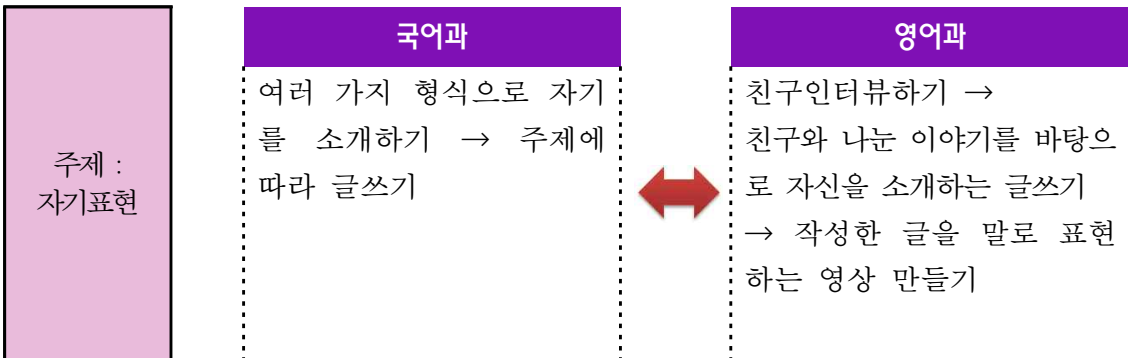 주제 :
자기표현
국어과
여러 가지 형식으로 자기
를 소개하기 → 주제에
따라 글쓰기
영어과
친구인터뷰하기 →
친구와 나눈 이야기를 바탕으
로 자신을 소개하는 글쓰기
→ 작성한 글을 말로 표현
하는 영상 만들기